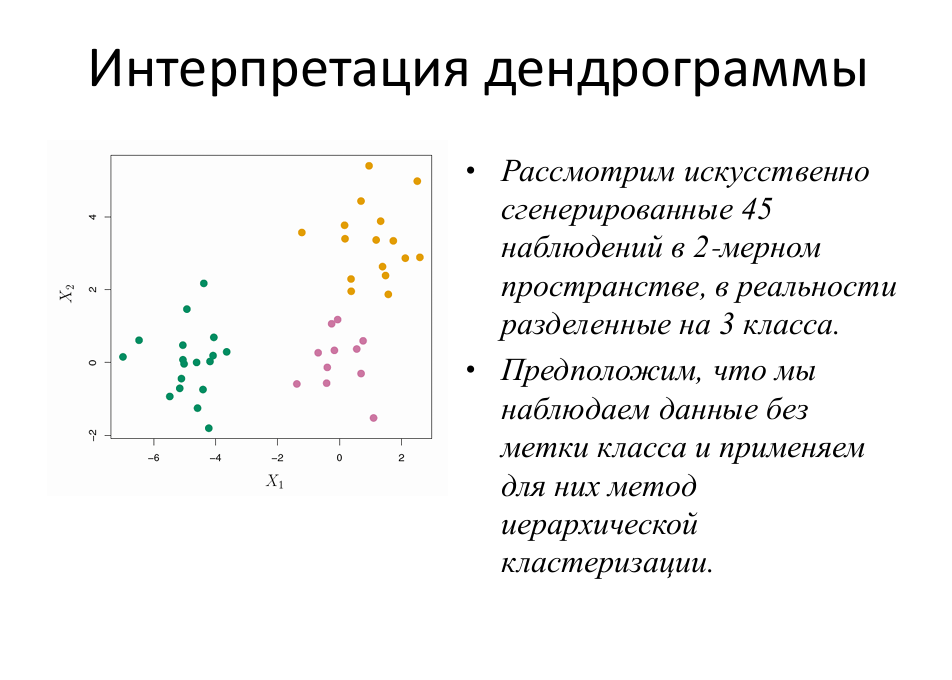 Интерпретация дендрограммы
• Рассмотрим искусственно
сгенерированные 45
наблюдений в 2-мерном
пространстве, в реальности
разделенные на 3 класса.
• Предположим, что мы
наблюдаем данные без
метки класса и применяем
для них метод
иерархической
кластеризации.
X₂
4
2
0
−2
−6 −4 −2 0 2
X₁